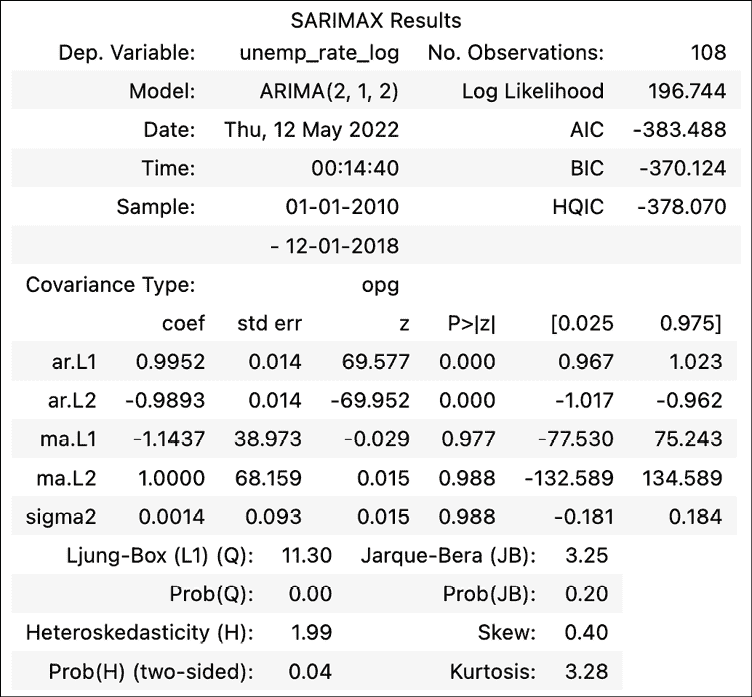 SARIMAX Results
Dep. Variable: unemp_rate_log No. Observations: 108
Model: ARIMA(2, 1, 2) Log Likelihood 196.744
Date: Thu, 12 May 2022 AIC -383.488
Time: 00:14:40 BIC -370.124
Sample: 01-01-2010 HQIC -378.070
- 12-01-2018
Covariance Type: opg
coef std err z P>|z| [0.025 0.975]
ar.L1 0.9952 0.014 69.577 0.000 0.967 1.023
ar.L2 -0.9893 0.014 -69.952 0.000 -1.017 -0.962
ma.L1 -1.1437 38.973 -0.029 0.977 -77.530 75.243
ma.L2 1.0000 68.159 0.015 0.988 -132.589 134.589
sigma2 0.0014 0.093 0.015 0.988 -0.181 0.184
Ljung-Box (L1) (Q): 11.30 Jarque-Bera (JB): 3.25
Prob(Q): 0.00 Prob(JB): 0.20
Heteroskedasticity (H): 1.99 Skew: 0.40
Prob(H) (two-sided): 0.04 Kurtosis: 3.28